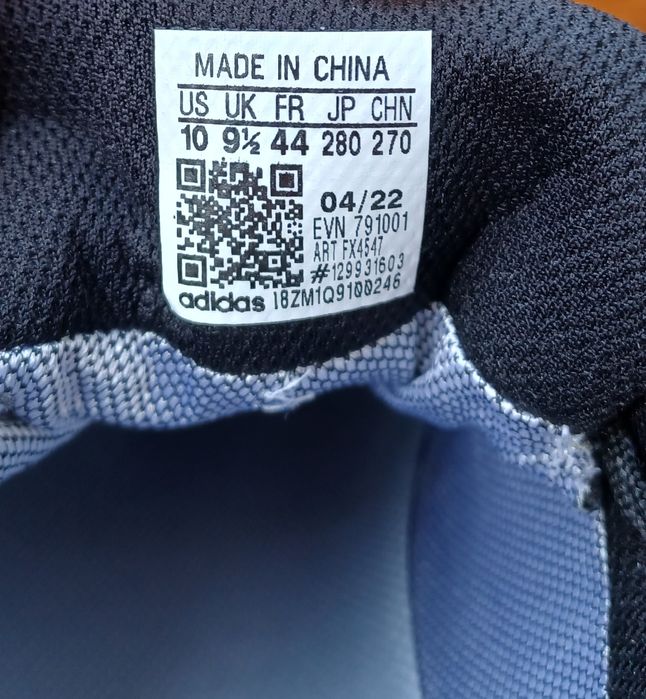 MADE IN CHINA
US UK FR JP CHN
10 9½ 44 280 270
04/22
EVN 791001
ART FX4547
#129931603
adidas I8ZM1Q9100246